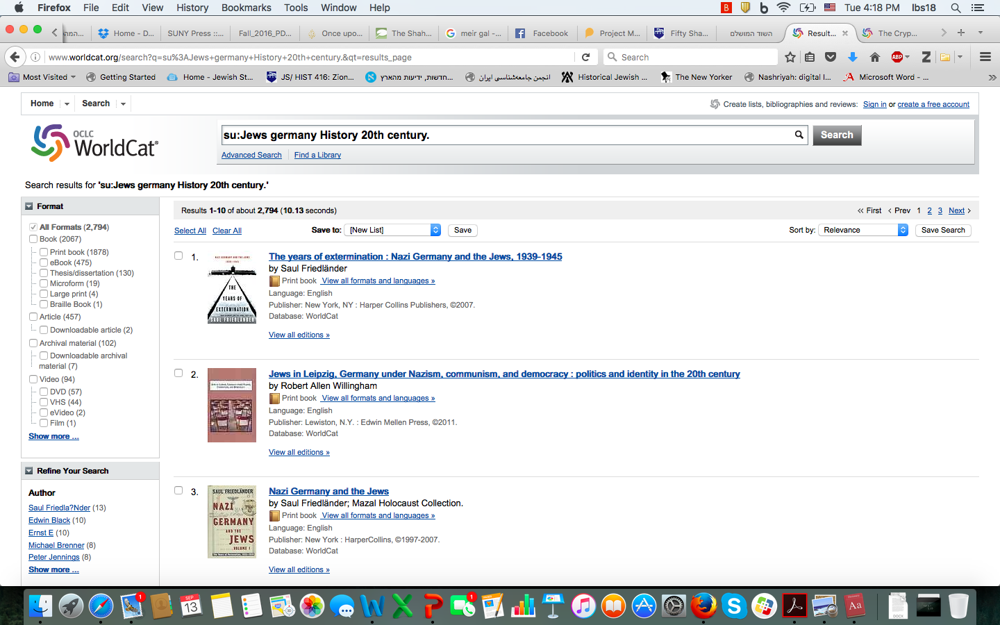 Firefox File Edit View History Bookmarks Tools Window Help Tue 4:18 PM lbs18
...המהפ Home - D... SUNY Press ::... Fall_2016_PD... Once upo... The Shah... meir gal -... Facebook Project M... Fifty Sha... השוד המושלם Result... The Cryp...
www.worldcat.org/search?q=su%3AJews+germany+History+20th+century.&qt=results_page Search
Most Visited Getting Started Home - Jewish St... JS/ HIST 416: Zion... חדשות, ידיעות מהארץ... انجمن جامعه‌شناسی ایران... Historical Jewish ... The New Yorker Nashriyah: digital I... Microsoft Word - ...
Home Search Create lists, bibliographies and reviews: Sign in or create a free account
OCLC
WorldCat®
su:Jews germany History 20th century. Search
Advanced Search Find a Library
Search results for 'su:Jews germany History 20th century.'
Format
All Formats (2,794)
Book (2067)
Print book (1878)
eBook (475)
Thesis/dissertation (130)
Microform (19)
Large print (4)
Braille Book (1)
Article (457)
Downloadable article (2)
Archival material (102)
Downloadable archival
material (7)
Video (94)
DVD (57)
VHS (44)
eVideo (2)
Film (1)
Show more ...
Refine Your Search
Author
Saul Friedla?Nder (13)
Edwin Black (10)
Ernst E (10)
Michael Brenner (8)
Peter Jennings (8)
Show more ...
Results 1-10 of about 2,794 (10.13 seconds) « First < Prev 1 2 3 Next >
Select All Clear All Save to: [New List] Save Sort by: Relevance Save Search
1. The years of extermination : Nazi Germany and the Jews, 1939-1945
by Saul Friedländer
Print book View all formats and languages »
Language: English
Publisher: New York, NY : Harper Collins Publishers, ©2007.
Database: WorldCat
View all editions »
NAZI GERMANY AND THE JEWS
1939-1945
THE
YEARS OF
EXTERMINATION
SAUL FRIEDLÄNDER
2. Jews in Leipzig, Germany under Nazism, communism, and democracy : politics and identity in the 20th century
by Robert Allen Willingham
Print book View all formats and languages »
Language: English
Publisher: Lewiston, N.Y. : Edwin Mellen Press, ©2011.
Database: WorldCat
View all editions »
3. Nazi Germany and the Jews
by Saul Friedländer; Mazal Holocaust Collection.
Print book View all formats and languages »
Language: English
Publisher: New York : HarperCollins, ©1997-2007.
Database: WorldCat
View all editions »
SAUL FRIEDLÄNDER
NAZI
GERMANY
AND THE
JEWS
VOLUME 1
SEP
13
1
1
Aa
DOCX